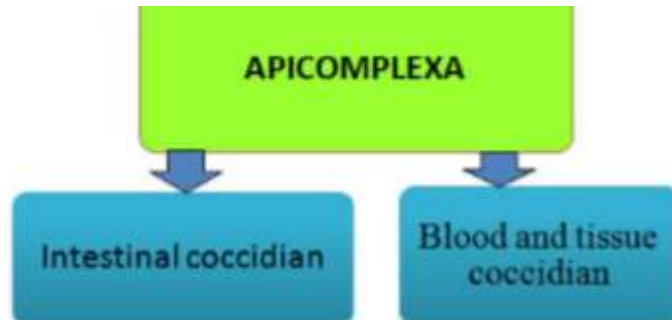 APICOMPLEXA
Intestinal coccidian
Blood and tissue
coccidian